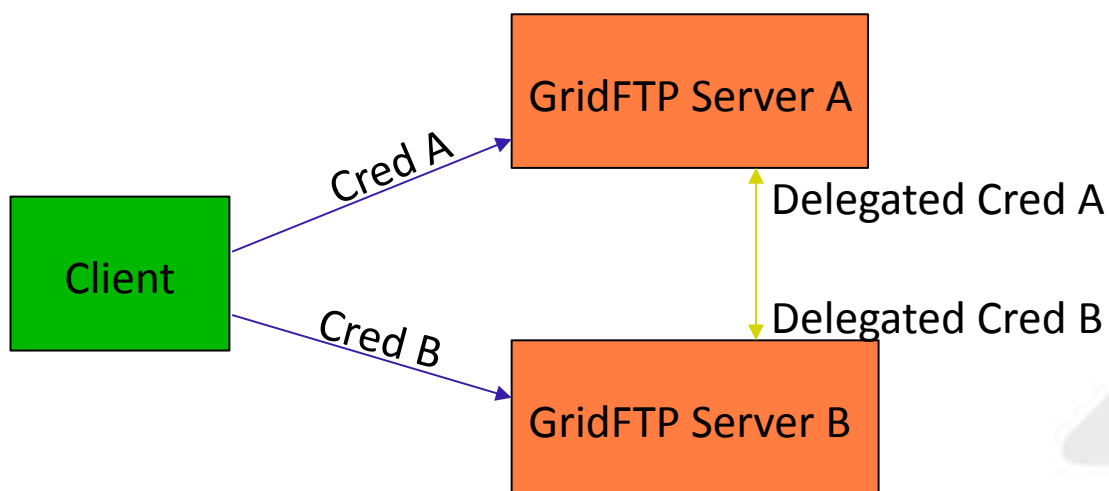 GridFTP Server A
Cred A
Delegated Cred A
Client
Delegated Cred B
Cred B
GridFTP Server B